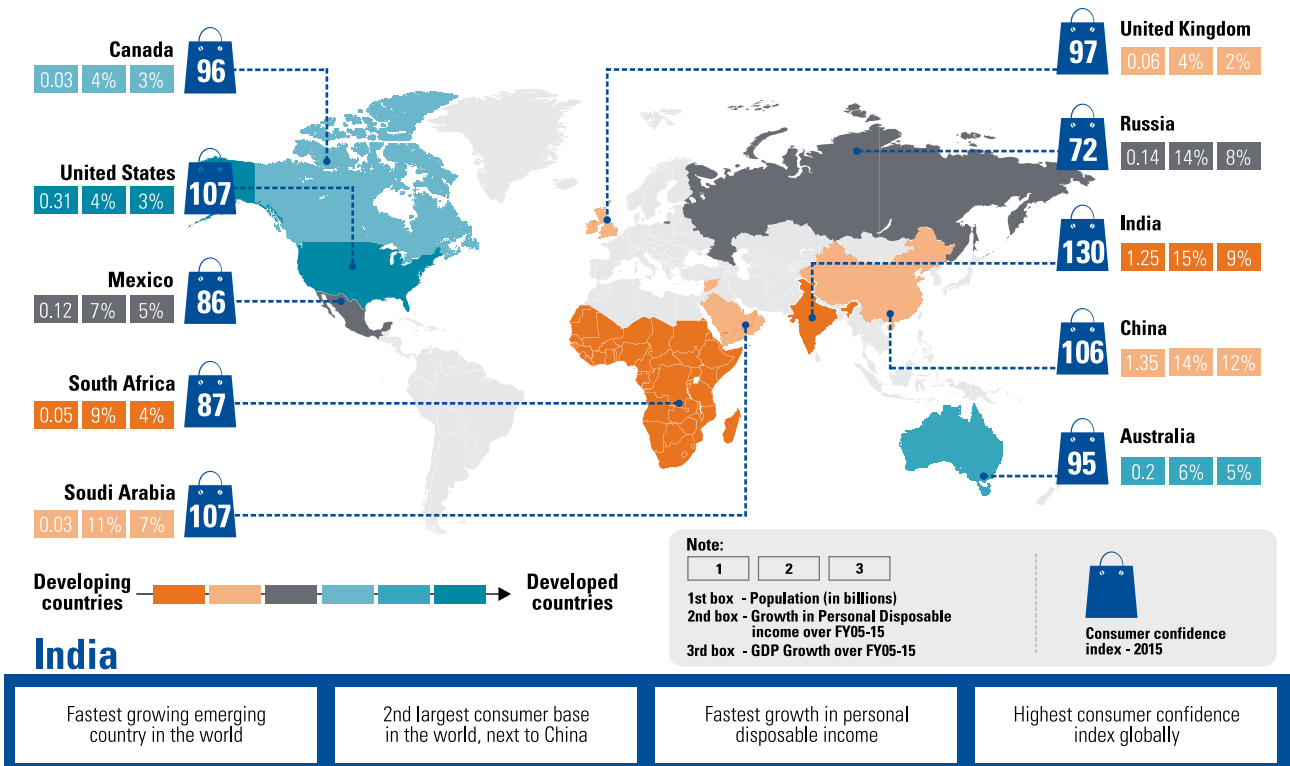 Canada
96
0.03 4% 3%
United States
107
0.31 4% 3%
Mexico
86
0.12 7% 5%
South Africa
87
0.05 9% 4%
Soudi Arabia
107
0.03 11% 7%
97
United Kingdom
0.06 4% 2%
72
Russia
0.14 14% 8%
130
India
1.25 15% 9%
106
China
1.35 14% 12%
95
Australia
0.2 6% 5%
Developing
countries
Developed
countries
Note:
1 2 3
1st box - Population (in billions)
2nd box - Growth in Personal Disposable
income over FY05-15
3rd box - GDP Growth over FY05-15
Consumer confidence
index - 2015
India
Fastest growing emerging
country in the world
2nd largest consumer base
in the world, next to China
Fastest growth in personal
disposable income
Highest consumer confidence
index globally